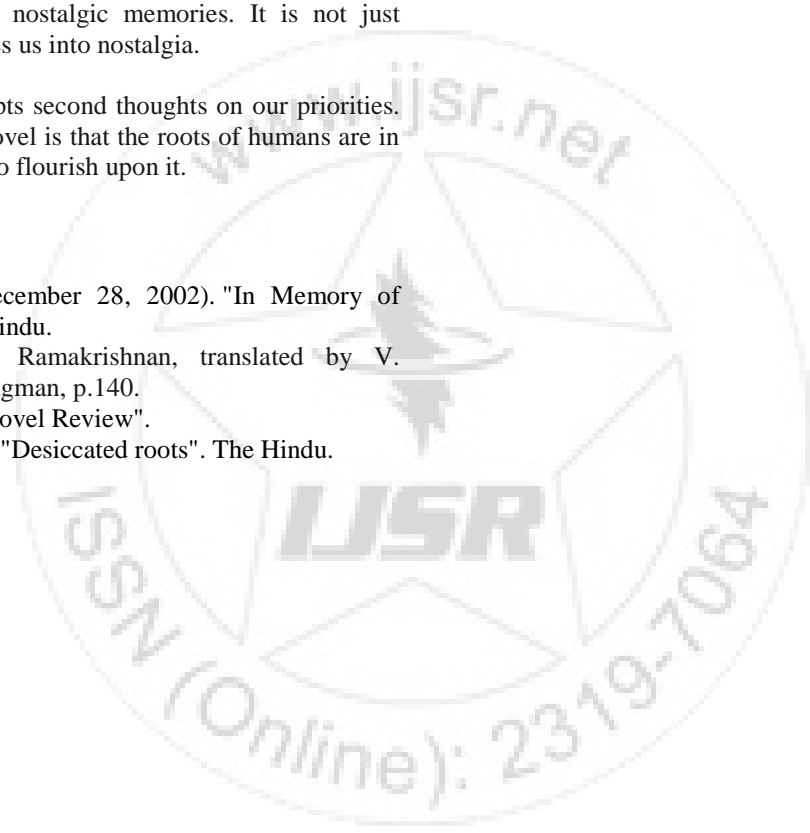 nostalgic memories. It is not just
es us into nostalgia.
pts second thoughts on our priorities.
ovel is that the roots of humans are in
o flourish upon it.
ecember 28, 2002). "In Memory of
indu.
Ramakrishnan, translated by V.
gman, p.140.
ovel Review".
"Desiccated roots". The Hindu.
www.ijsr.net
IJSR
ISSN (Online): 2319-7064